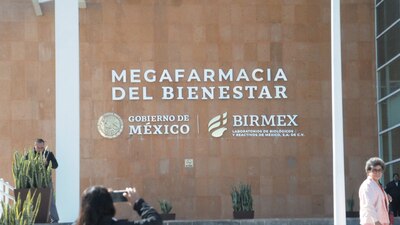 MEGAFARMACIA
DEL BIENESTAR
GOBIERNO DE
MÉXICO
BIRMEX
LABORATORIOS DE BIOLÓGICOS
Y REACTIVOS DE MÉXICO, S.A. DE C.V.